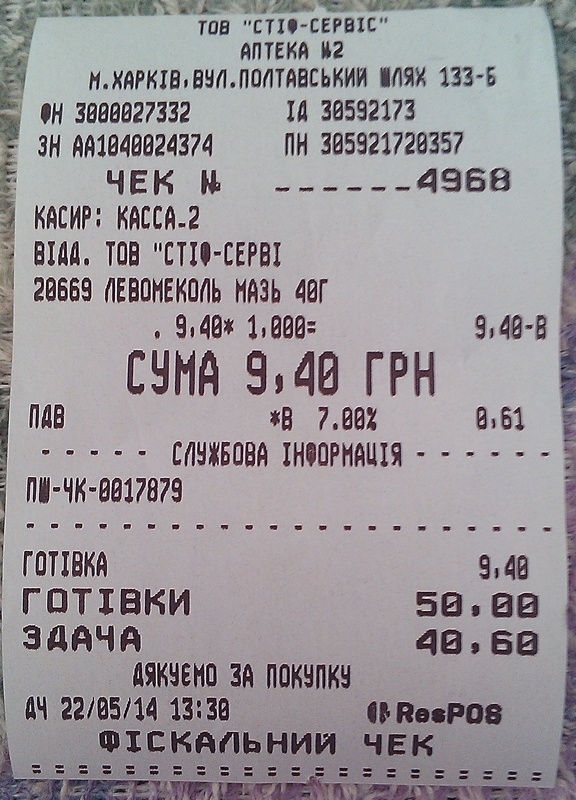 ТОВ "СТІФ-СЕРВІС"
АПТЕКА №2
М.ХАРКІВ,ВУЛ.ПОЛТАВСЬКИЙ ШЛЯХ 133-Б
ФН 3000027332 ІД 30592173
ЗН АА1040024374 ПН 305921720357
ЧЕК № ______4968
КАСИР: КАССА-2
ВІДД. ТОВ "СТІФ-СЕРВІ
20669 ЛЕВОМЕКОЛЬ МАЗЬ 40Г
. 9,40* 1,000= 9,40-В
СУМА 9,40 ГРН
ПДВ *В 7.00% 0,61
- - - - - СЛУЖБОВА ІНФОРМАЦІЯ - - - - -
ПШ-ЧК-0017879
ГОТІВКА 9,40
ГОТІВКИ 50,00
ЗДАЧА 40,60
ДЯКУЄМО ЗА ПОКУПКУ
ДЧ 22/05/14 13:30 ResPOS
ФІСКАЛЬНИЙ ЧЕК